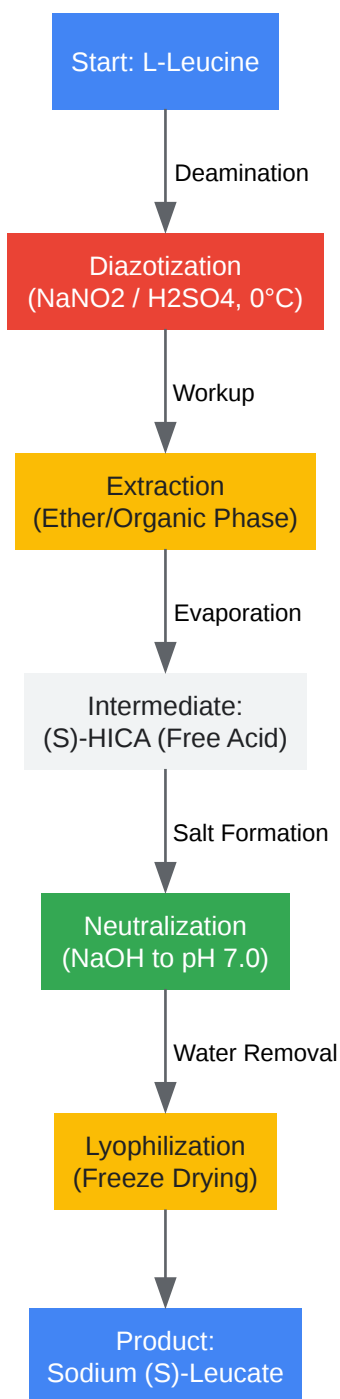 Start: L-Leucine
Deamination
Diazotization
(NaNO2 / H2SO4, 0°C)
Workup
Extraction
(Ether/Organic Phase)
Evaporation
Intermediate:
(S)-HICA (Free Acid)
Salt Formation
Neutralization
(NaOH to pH 7.0)
Water Removal
Lyophilization
(Freeze Drying)
Product:
Sodium (S)-Leucate